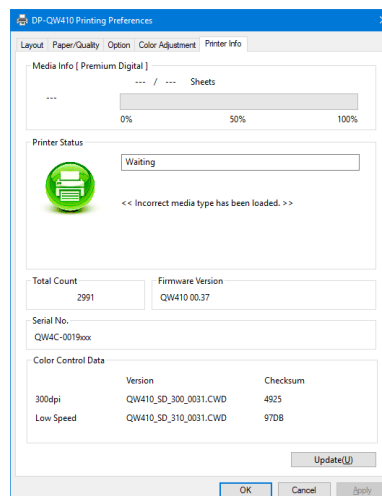 DP-QW410 Printing Preferences
Layout Paper/Quality Option Color Adjustment Printer Info
Media Info [ Premium Digital ]
--- / --- Sheets
---
0% 50% 100%
Printer Status
Waiting
<< Incorrect media type has been loaded. >>
Total Count Firmware Version
2991 QW410 00.37
Serial No.
QW4C-0019xxx
Color Control Data
Version Checksum
300dpi QW410_SD_300_0031.CWD 4925
Low Speed QW410_SD_310_0031.CWD 97DB
Update(U)
OK Cancel Apply